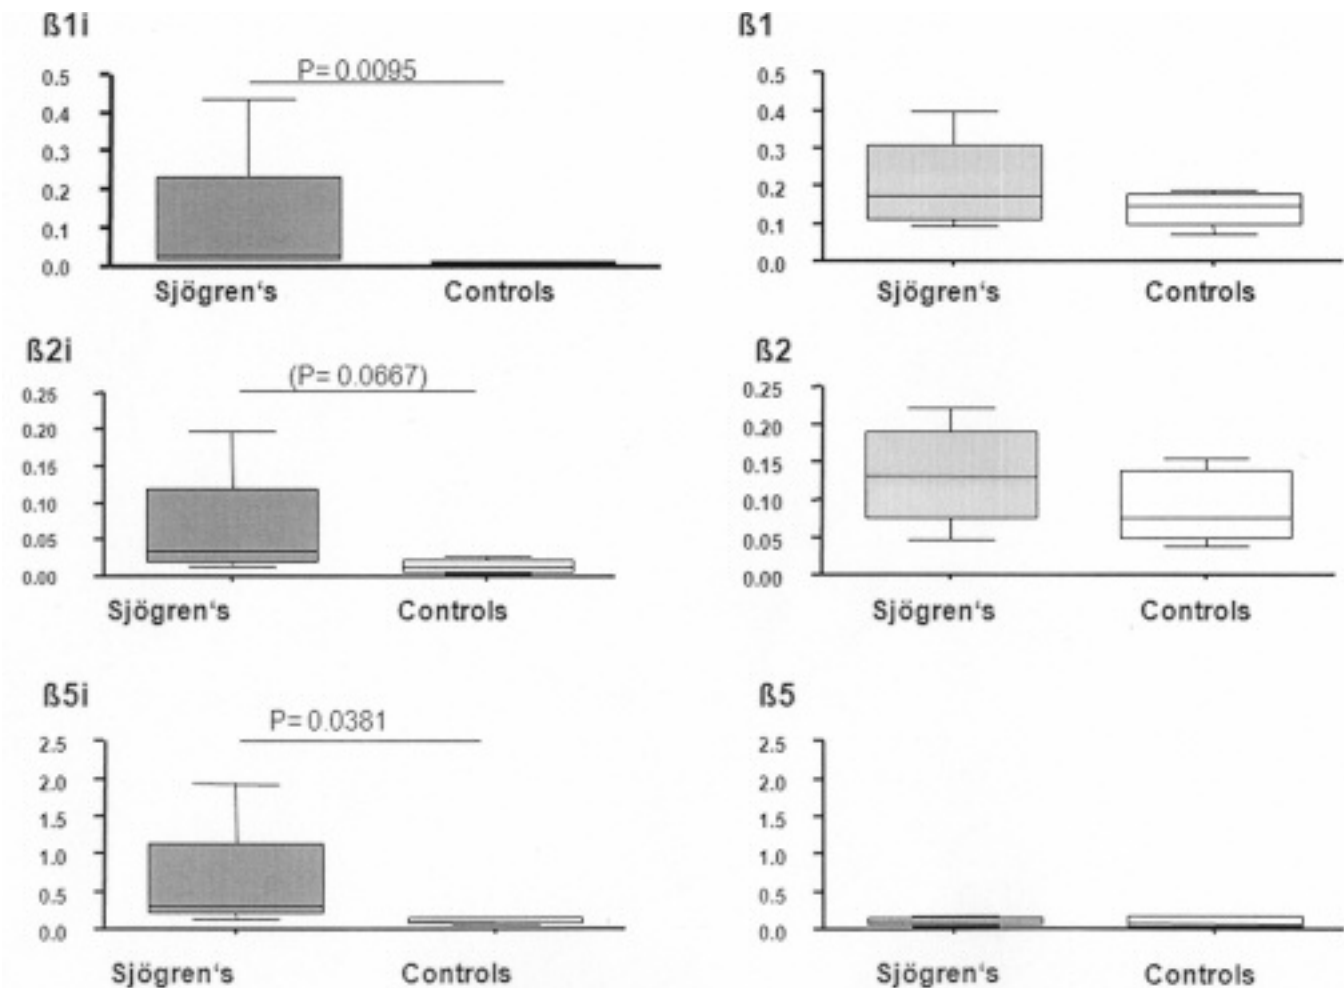 ß1i
P= 0.0095
0.5
0.4
0.3
0.2
0.1
0.0
Sjögren‘s Controls
ß1
0.5
0.4
0.3
0.2
0.1
0.0
Sjögren‘s Controls
ß2i
(P= 0.0667)
0.25
0.20
0.15
0.10
0.05
0.00
Sjögren‘s Controls
ß2
0.25
0.20
0.15
0.10
0.05
0.00
Sjögren‘s Controls
ß5i
P= 0.0381
2.5
2.0
1.5
1.0
0.5
0.0
Sjögren‘s Controls
ß5
2.5
2.0
1.5
1.0
0.5
0.0
Sjögren‘s Controls